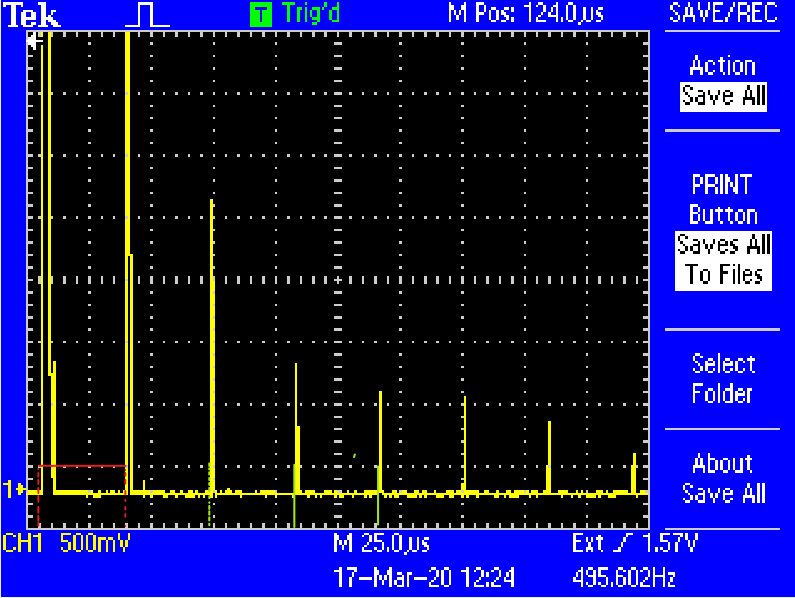 Tek T Trig'd M Pos: 124.0µs SAVE/REC
Action
Save All
PRINT
Button
Saves All
To Files
Select
Folder
About
Save All
1
CH1 500mV M 25.0µs Ext 1.57V
17-Mar-20 12:24 495.602Hz